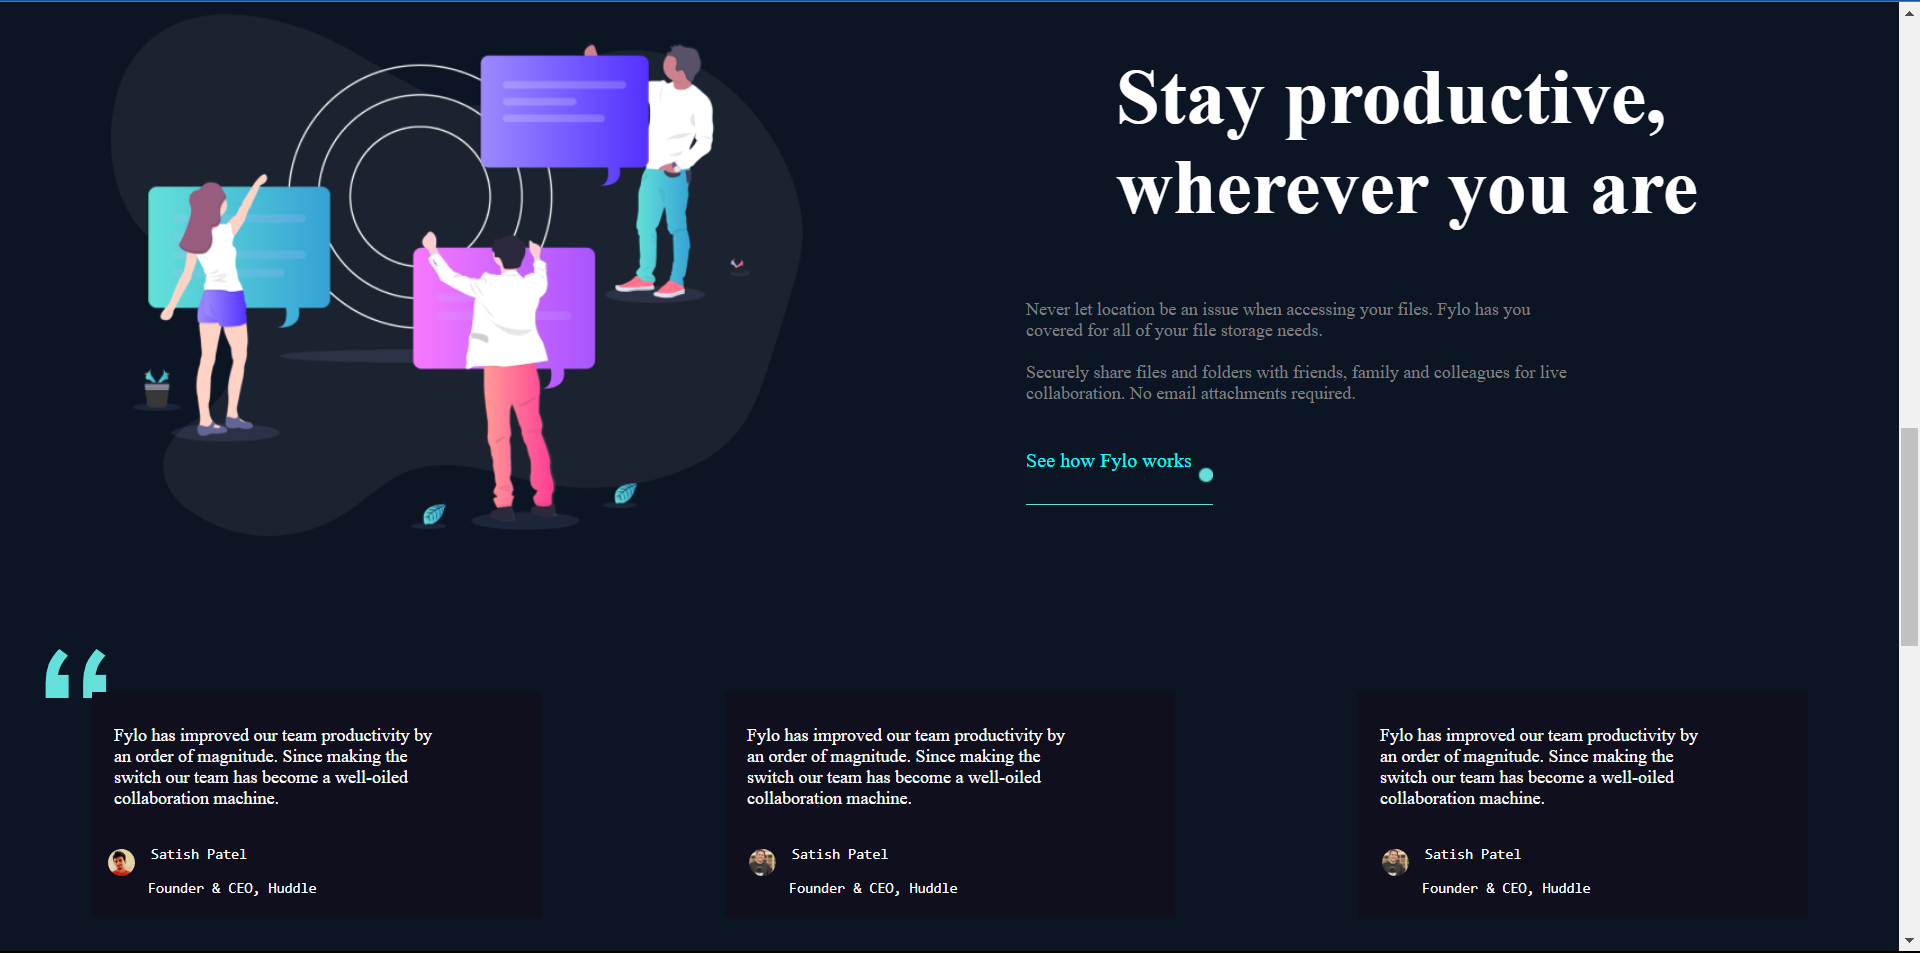 Stay productive,
wherever you are
Never let location be an issue when accessing your files. Fylo has you
covered for all of your file storage needs.
Securely share files and folders with friends, family and colleagues for live
collaboration. No email attachments required.
See how Fylo works
“
Fylo has improved our team productivity by
an order of magnitude. Since making the
switch our team has become a well-oiled
collaboration machine.
Satish Patel
Founder & CEO, Huddle
Fylo has improved our team productivity by
an order of magnitude. Since making the
switch our team has become a well-oiled
collaboration machine.
Satish Patel
Founder & CEO, Huddle
Fylo has improved our team productivity by
an order of magnitude. Since making the
switch our team has become a well-oiled
collaboration machine.
Satish Patel
Founder & CEO, Huddle